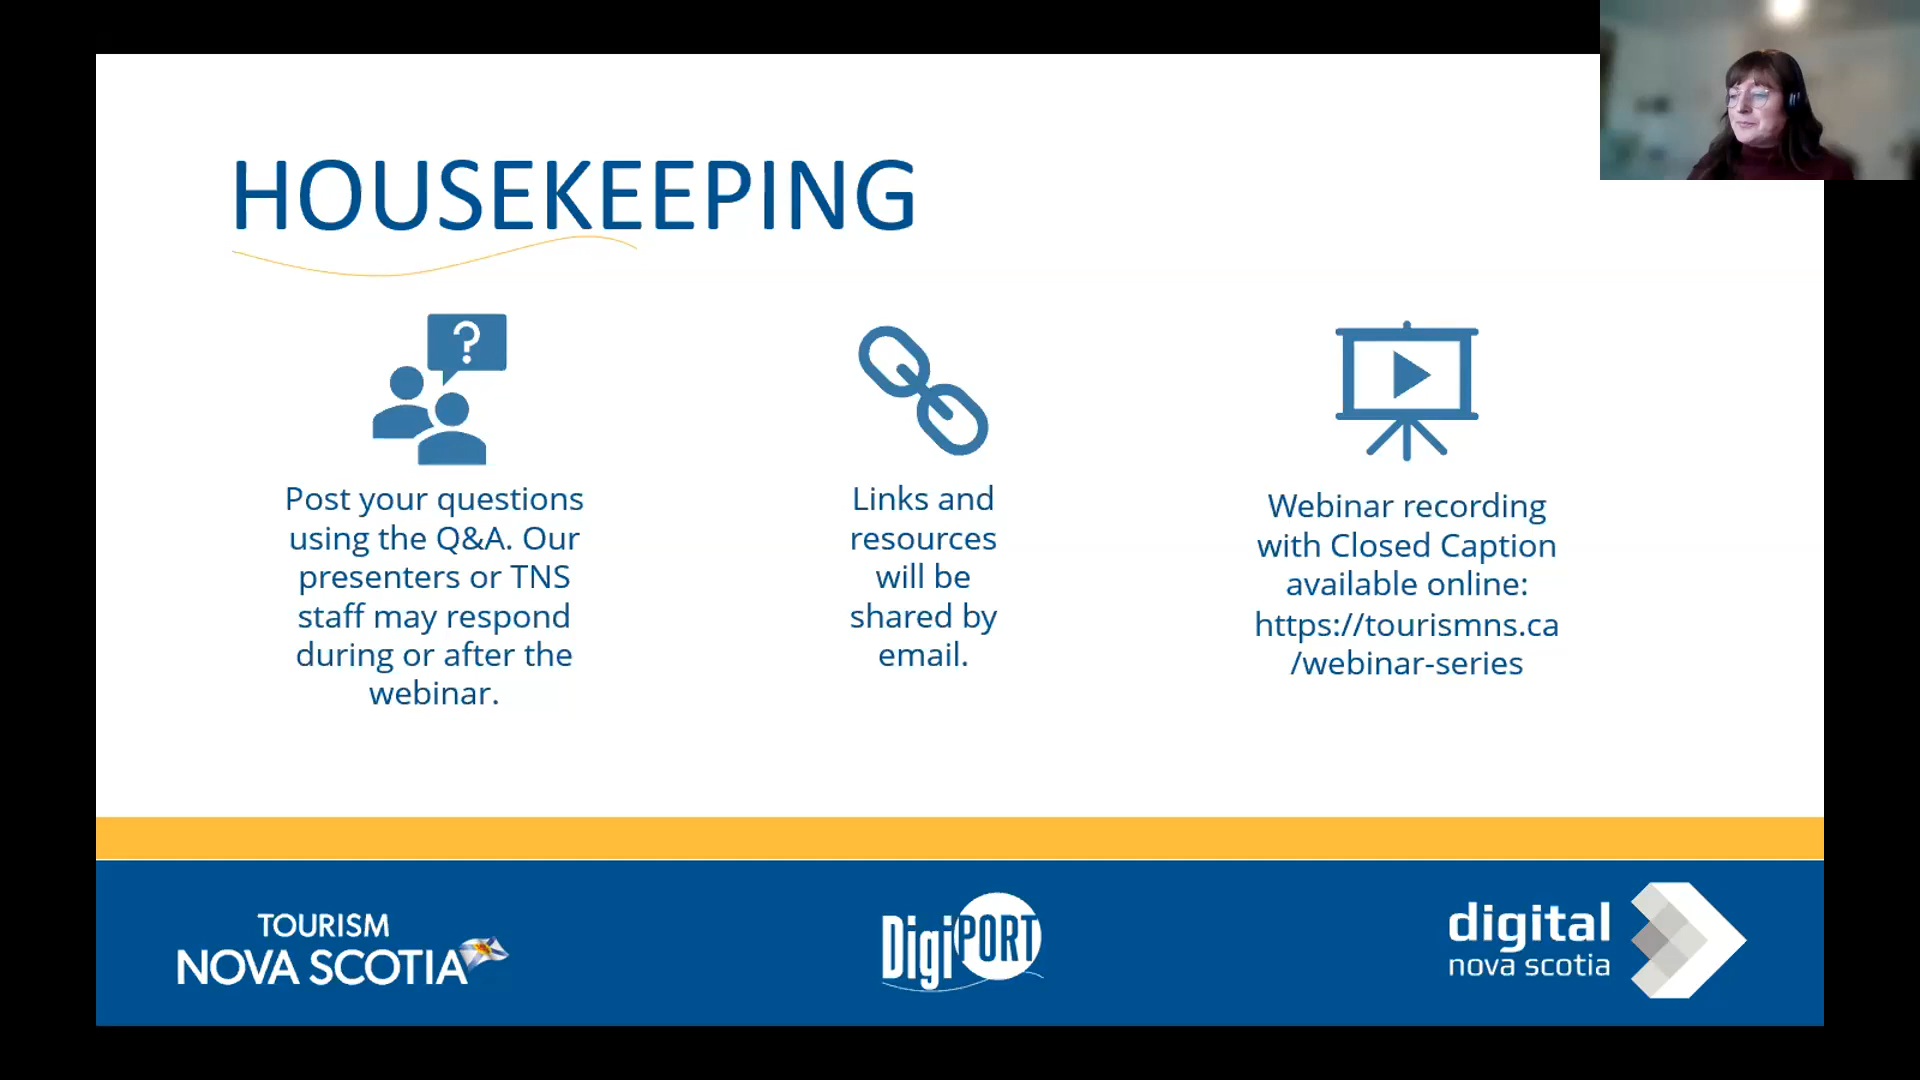 HOUSEKEEPING
?
Post your questions
using the Q&A. Our
presenters or TNS
staff may respond
during or after the
webinar.
Links and
resources
will be
shared by
email.
Webinar recording
with Closed Caption
available online:
https://tourismns.ca
/webinar-series
TOURISM
NOVA SCOTIA
DigiPORT
digital
nova scotia